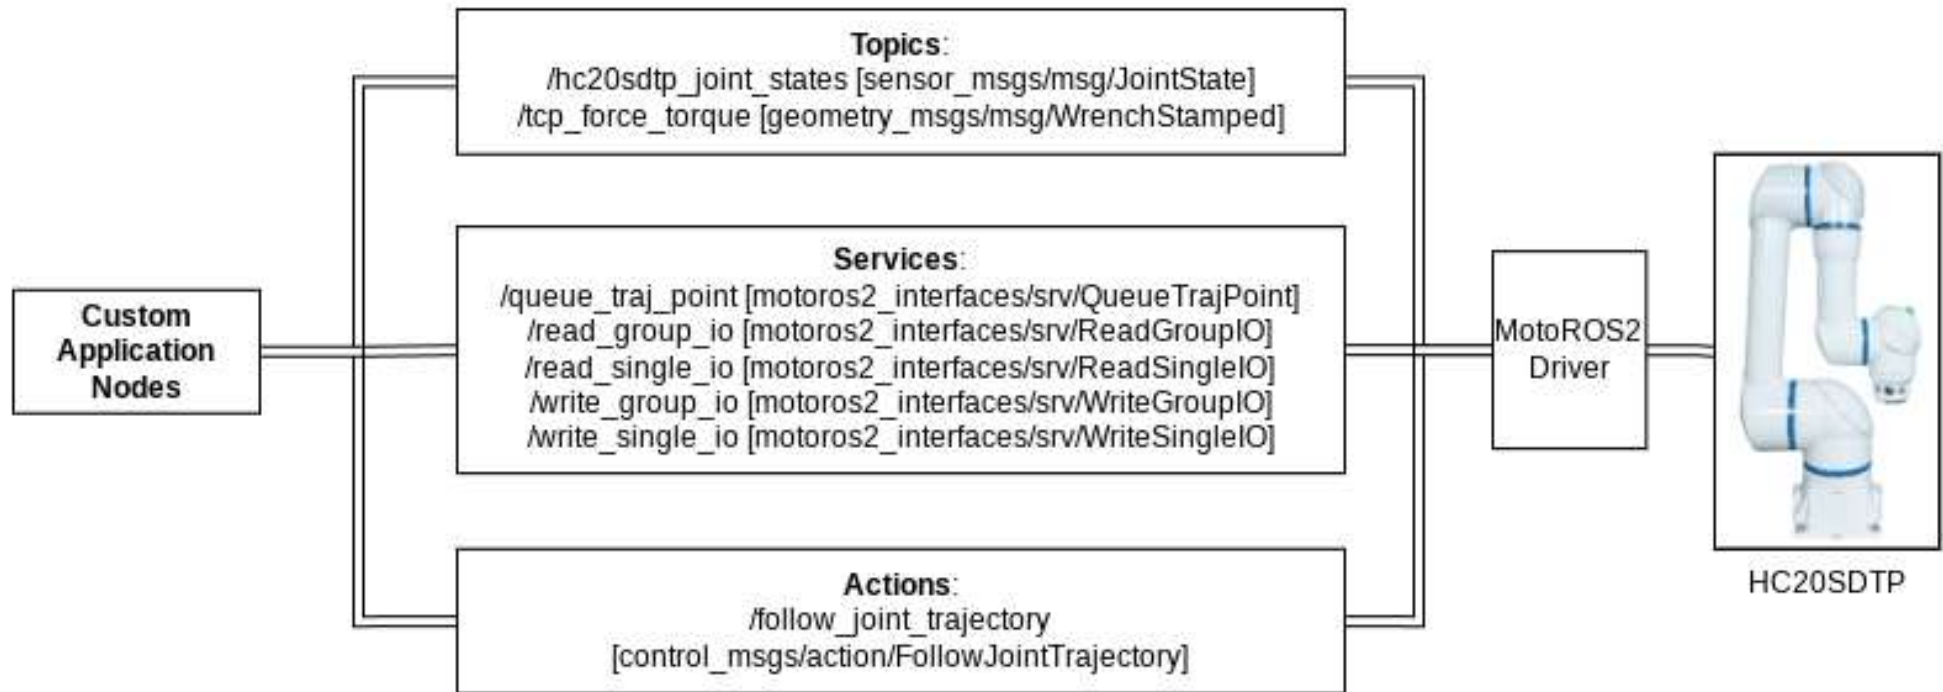 Topics:
/hc20sdtp_joint_states [sensor_msgs/msg/JointState]
/tcp_force_torque [geometry_msgs/msg/WrenchStamped]
Services:
/queue_traj_point [motoros2_interfaces/srv/QueueTrajPoint]
/read_group_io [motoros2_interfaces/srv/ReadGroupIO]
/read_single_io [motoros2_interfaces/srv/ReadSingleIO]
/write_group_io [motoros2_interfaces/srv/WriteGroupIO]
/write_single_io [motoros2_interfaces/srv/WriteSingleIO]
Custom
Application
Nodes
MotoROS2
Driver
HC20SDTP
Actions:
/follow_joint_trajectory
[control_msgs/action/FollowJointTrajectory]